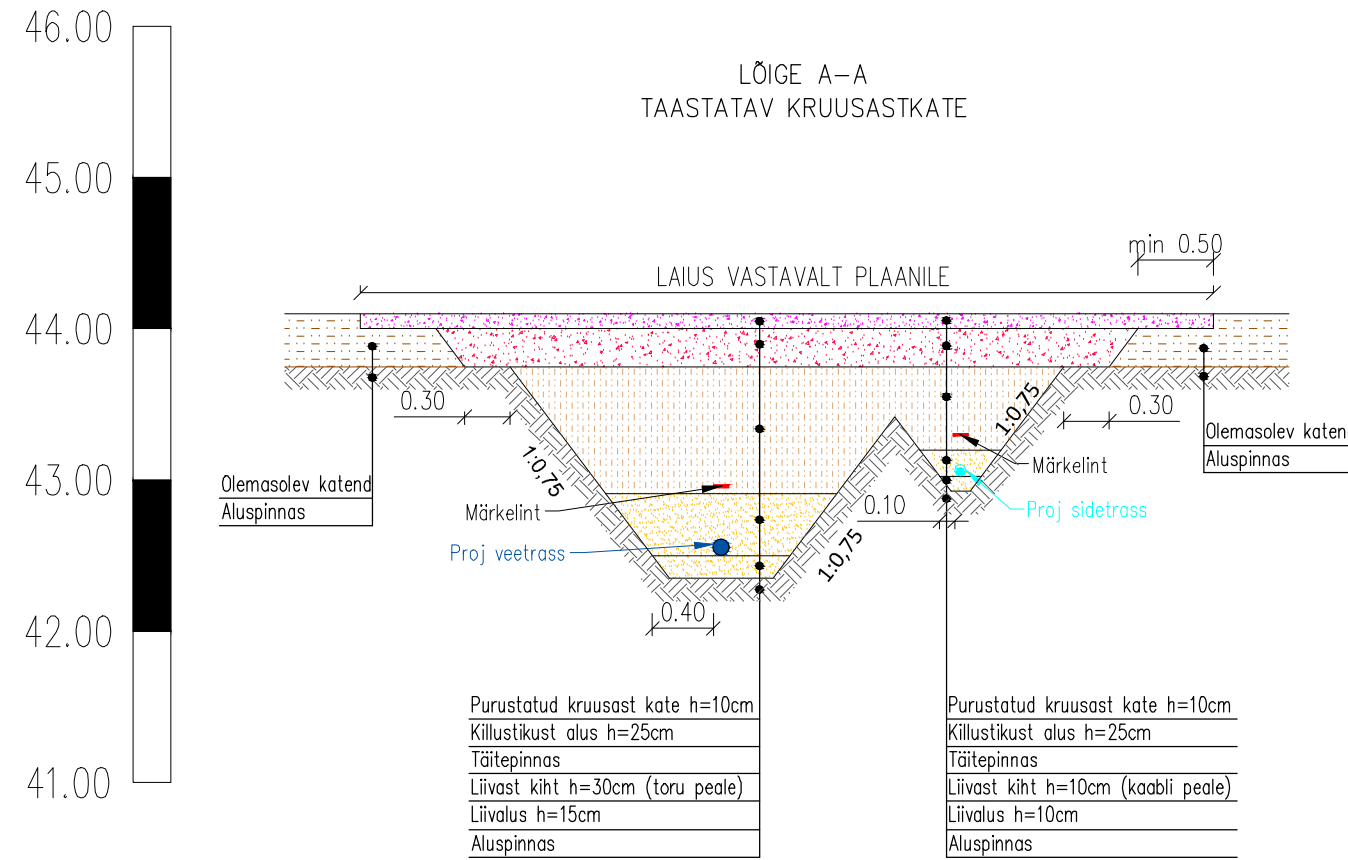 46.00
45.00
44.00
43.00
42.00
41.00
LÕIGE A-A
TAASTATAV KRUUSASTKATE
min 0.50
LAIUS VASTAVALT PLAANILE
0.30
0.30
1:0,75
1:0,75
1:0,75
Olemasolev katend
Aluspinnas
Olemasolev katend
Aluspinnas
Märkelint
Märkelint
0.10
Proj sidetrass
Proj veetrass
0.40
Purustatud kruusast kate h=10cm
Killustikust alus h=25cm
Täitepinnas
Liivast kiht h=30cm (toru peale)
Liivalus h=15cm
Aluspinnas
Purustatud kruusast kate h=10cm
Killustikust alus h=25cm
Täitepinnas
Liivast kiht h=10cm (kaabli peale)
Liivalus h=10cm
Aluspinnas